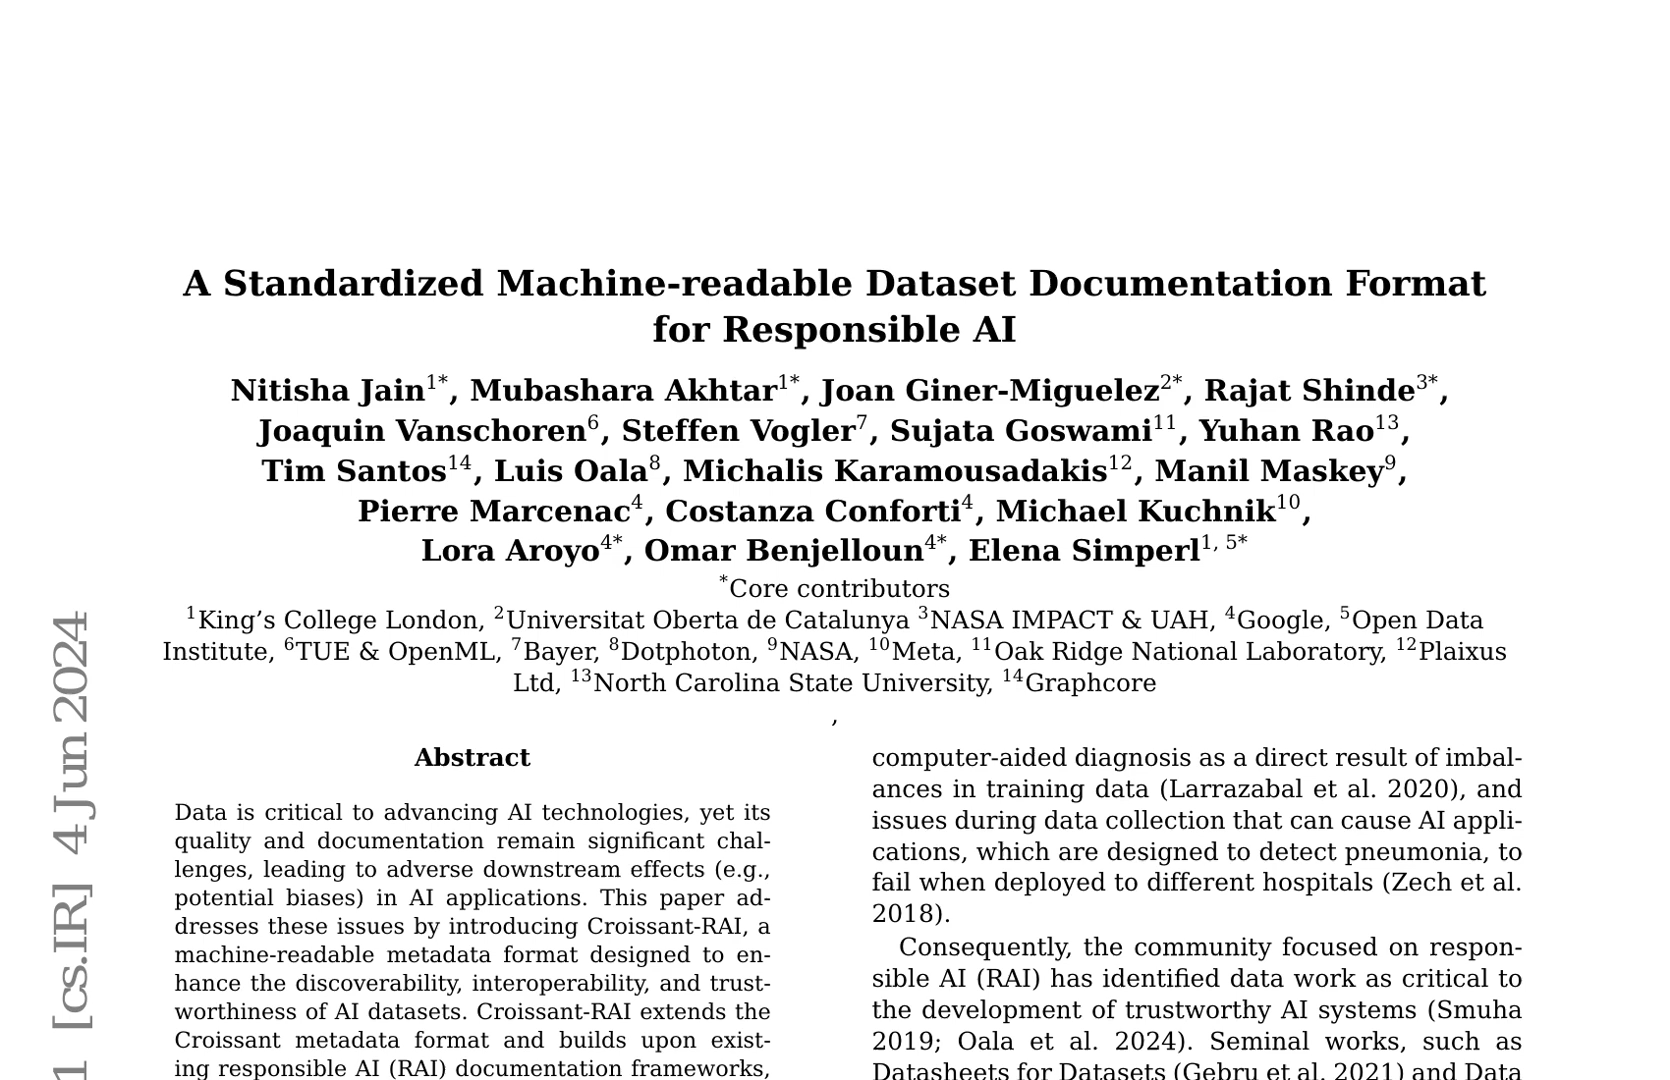 A Standardized Machine-readable Dataset Documentation Format
for Responsible AI
Nitisha Jain1*, Mubashara Akhtar1*, Joan Giner-Miguelez2*, Rajat Shinde3*,
Joaquin Vanschoren6, Steffen Vogler7, Sujata Goswami11, Yuhan Rao13,
Tim Santos14, Luis Oala8, Michalis Karamousadakis12, Manil Maskey9,
Pierre Marcenac4, Costanza Conforti4, Michael Kuchnik10,
Lora Aroyo4*, Omar Benjelloun4*, Elena Simperl1, 5*
*Core contributors
1King’s College London, 2Universitat Oberta de Catalunya 3NASA IMPACT & UAH, 4Google, 5Open Data
Institute, 6TUE & OpenML, 7Bayer, 8Dotphoton, 9NASA, 10Meta, 11Oak Ridge National Laboratory, 12Plaixus
Ltd, 13North Carolina State University, 14Graphcore
,
Abstract
Data is critical to advancing AI technologies, yet its
quality and documentation remain significant chal-
lenges, leading to adverse downstream effects (e.g.,
potential biases) in AI applications. This paper ad-
dresses these issues by introducing Croissant-RAI, a
machine-readable metadata format designed to en-
hance the discoverability, interoperability, and trust-
worthiness of AI datasets. Croissant-RAI extends the
Croissant metadata format and builds upon exist-
ing responsible AI (RAI) documentation frameworks,
computer-aided diagnosis as a direct result of imbal-
ances in training data (Larrazabal et al. 2020), and
issues during data collection that can cause AI appli-
cations, which are designed to detect pneumonia, to
fail when deployed to different hospitals (Zech et al.
2018).
Consequently, the community focused on respon-
sible AI (RAI) has identified data work as critical to
the development of trustworthy AI systems (Smuha
2019; Oala et al. 2024). Seminal works, such as
Datasheets for Datasets (Gebru et al. 2021) and Data
1 [cs.IR] 4 Jun 2024